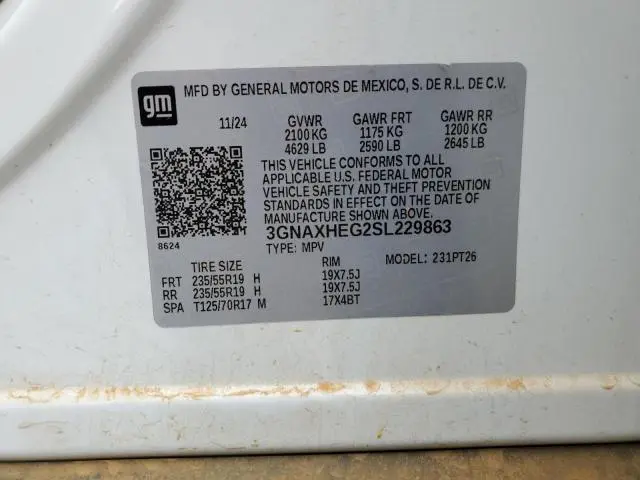 gm
MFD BY GENERAL MOTORS DE MEXICO, S. DE R.L. DE C.V.
11/24 GVWR GAWR FRT GAWR RR
2100 KG 1175 KG 1200 KG
4629 LB 2590 LB 2645 LB
THIS VEHICLE CONFORMS TO ALL
APPLICABLE U.S. FEDERAL MOTOR
VEHICLE SAFETY AND THEFT PREVENTION
STANDARDS IN EFFECT ON THE DATE OF
MANUFACTURE SHOWN ABOVE.
3GNAXHEG2SL229863
8624
TYPE: MPV MODEL: 231PT26
TIRE SIZE RIM
FRT 235/55R19 H 19X7.5J
RR 235/55R19 H 19X7.5J
SPA T125/70R17 M 17X4BT